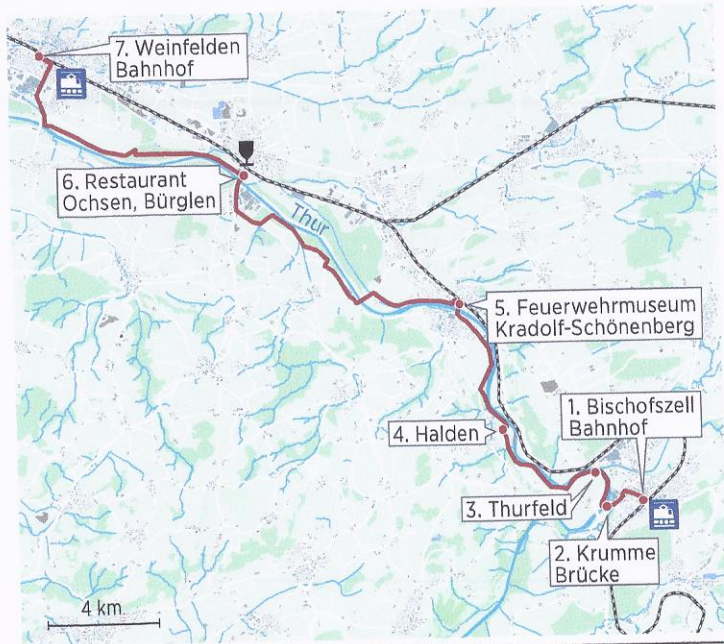 7. Weinfelden
Bahnhof
6. Restaurant
Ochsen, Bürglen
Thur
5. Feuerwehrmuseum
Kradolf-Schönenberg
1. Bischofszell
Bahnhof
4. Halden
3. Thurfeld
2. Krumme
Brücke
4 km